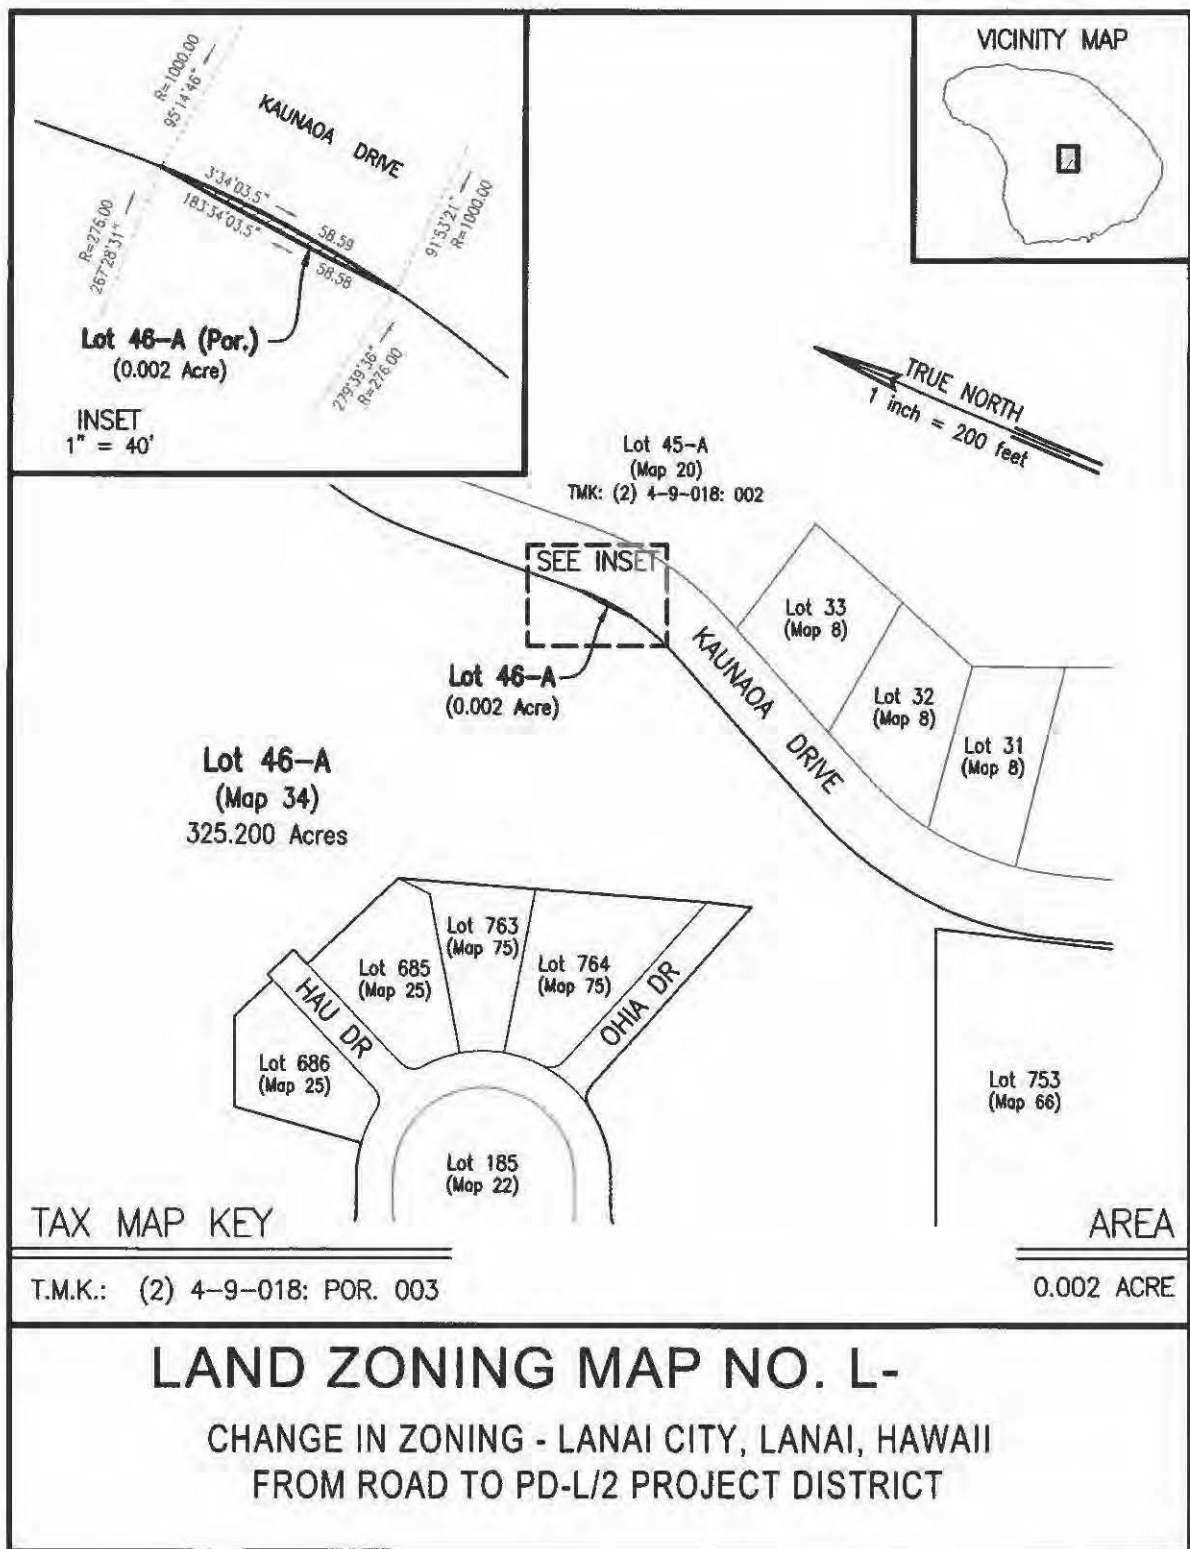 R=1000.00
95°14'46"
KAUNAOA DRIVE
3°34'03.5"
58.59
183°34'03.5"
58.58
91°53'21"
R=1000.00
R=276.00
267°28'31"
279°39'36"
R=276.00
Lot 46-A (Por.)
(0.002 Acre)
INSET
1" = 40'
VICINITY MAP
TRUE NORTH
1 inch = 200 feet
Lot 45-A
(Map 20)
TMK: (2) 4-9-018: 002
SEE INSET
Lot 46-A
(0.002 Acre)
KAUNAOA DRIVE
Lot 33
(Map 8)
Lot 32
(Map 8)
Lot 31
(Map 8)
Lot 46-A
(Map 34)
325.200 Acres
Lot 763
(Map 75)
Lot 685
(Map 25)
Lot 764
(Map 75)
HAU DR
OHIA DR
Lot 686
(Map 25)
Lot 185
(Map 22)
Lot 753
(Map 66)
TAX MAP KEY
AREA
T.M.K.: (2) 4-9-018: POR. 003
0.002 ACRE
LAND ZONING MAP NO. L-
CHANGE IN ZONING - LANAI CITY, LANAI, HAWAII
FROM ROAD TO PD-L/2 PROJECT DISTRICT